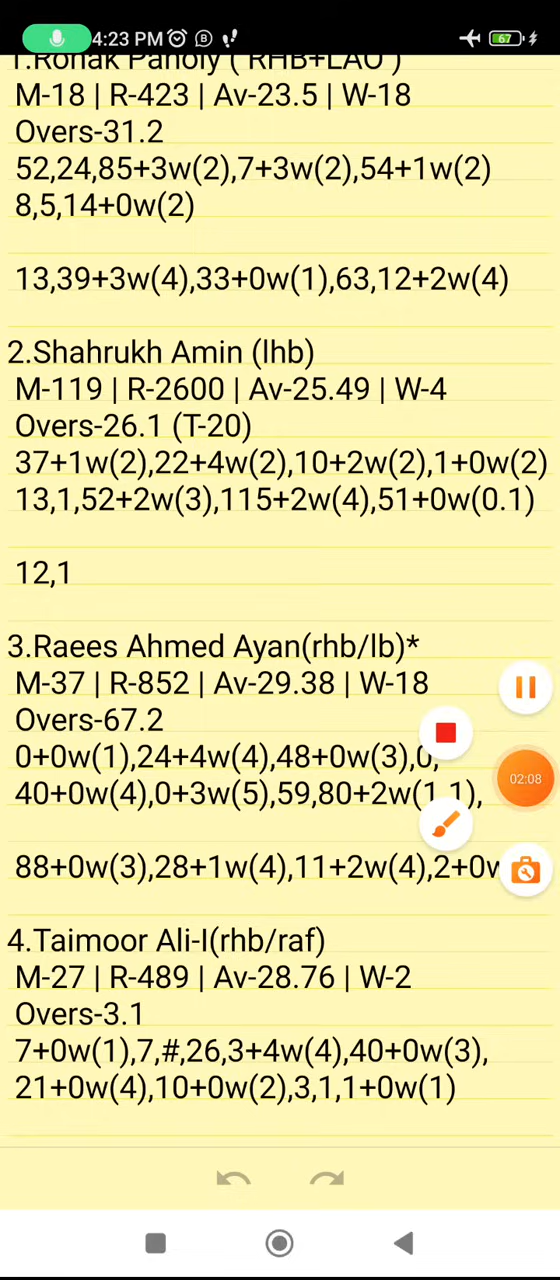 4:23 PM
67
1.Ronak Panoly ( RHB+LAO )
M-18 | R-423 | Av-23.5 | W-18
Overs-31.2
52,24,85+3w(2),7+3w(2),54+1w(2)
8,5,14+0w(2)
13,39+3w(4),33+0w(1),63,12+2w(4)
2.Shahrukh Amin (lhb)
M-119 | R-2600 | Av-25.49 | W-4
Overs-26.1 (T-20)
37+1w(2),22+4w(2),10+2w(2),1+0w(2)
13,1,52+2w(3),115+2w(4),51+0w(0.1)
12,1
3.Raees Ahmed Ayan(rhb/lb)*
M-37 | R-852 | Av-29.38 | W-18
Overs-67.2
0+0w(1),24+4w(4),48+0w(3),0,
40+0w(4),0+3w(5),59,80+2w(1.1),
02:08
88+0w(3),28+1w(4),11+2w(4),2+0w
4.Taimoor Ali-I(rhb/raf)
M-27 | R-489 | Av-28.76 | W-2
Overs-3.1
7+0w(1),7,#,26,3+4w(4),40+0w(3),
21+0w(4),10+0w(2),3,1,1+0w(1)